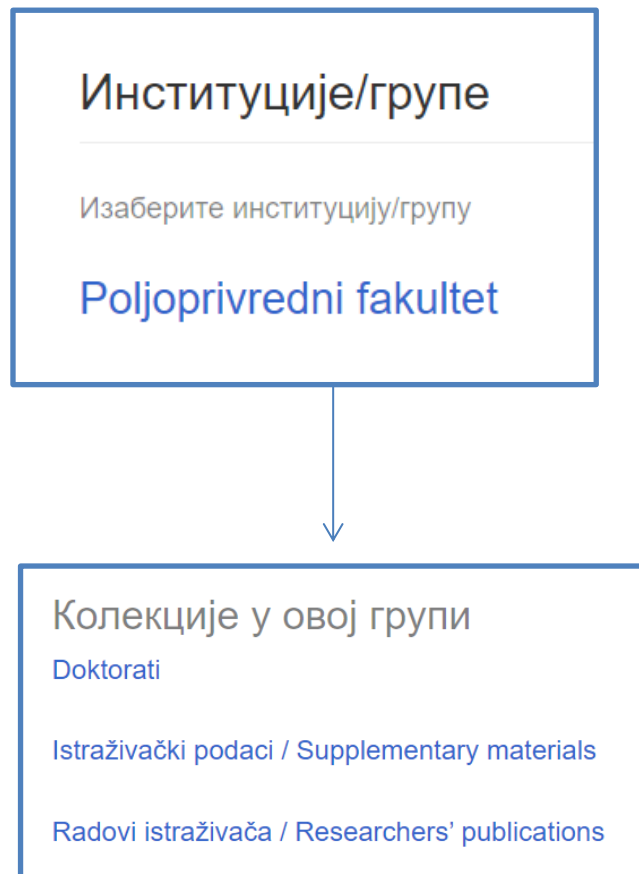 Институције/групе
Изаберите институцију/групу
Poljoprivredni fakultet
Колекције у овој групи
Doktorati
Istraživački podaci / Supplementary materials
Radovi istraživača / Researchers’ publications